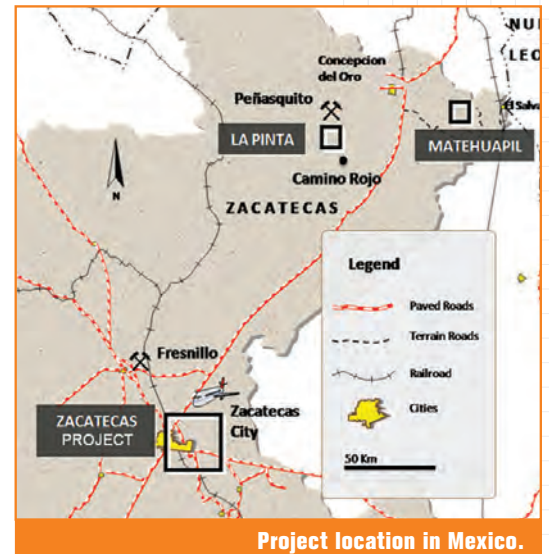 NU
LEO
Concepcion
del Oro
Peñasquito
El Salv
LA PINTA
MATEHUAPIL
Camino Rojo
N
ZACATECAS
Legend
Paved Roads
Terrain Roads
Railroad
Cities
50 Km
Fresnillo
Zacatecas
City
ZACATECAS
PROJECT
Project location in Mexico.